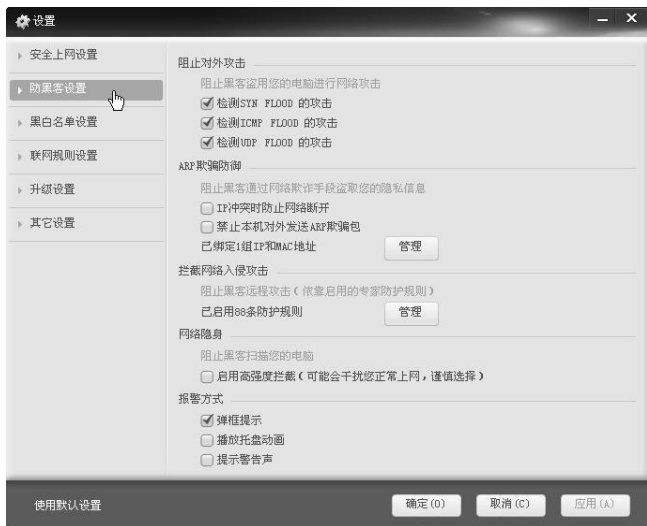 设置
安全上网设置
防黑客设置
黑白名单设置
联网规则设置
升级设置
其它设置
阻止对外攻击
阻止黑客盗用您的电脑进行网络攻击
检测SYN FLOOD 的攻击
检测ICMP FLOOD 的攻击
检测UDP FLOOD 的攻击
ARP欺骗防御
阻止黑客通过网络欺诈手段盗取您的隐私信息
IP冲突时防止网络断开
禁止本机对外发送ARP欺骗包
已绑定1组IP和MAC地址 管理
拦截网络入侵攻击
阻止黑客远程攻击(依靠启用的专家防护规则)
已启用88条防护规则 管理
网络隐身
阻止黑客扫描您的电脑
启用高强度拦截(可能会干扰您正常上网,谨慎选择)
报警方式
弹框提示
播放托盘动画
提示警告声
使用默认设置 确定(O) 取消(C) 应用(A)